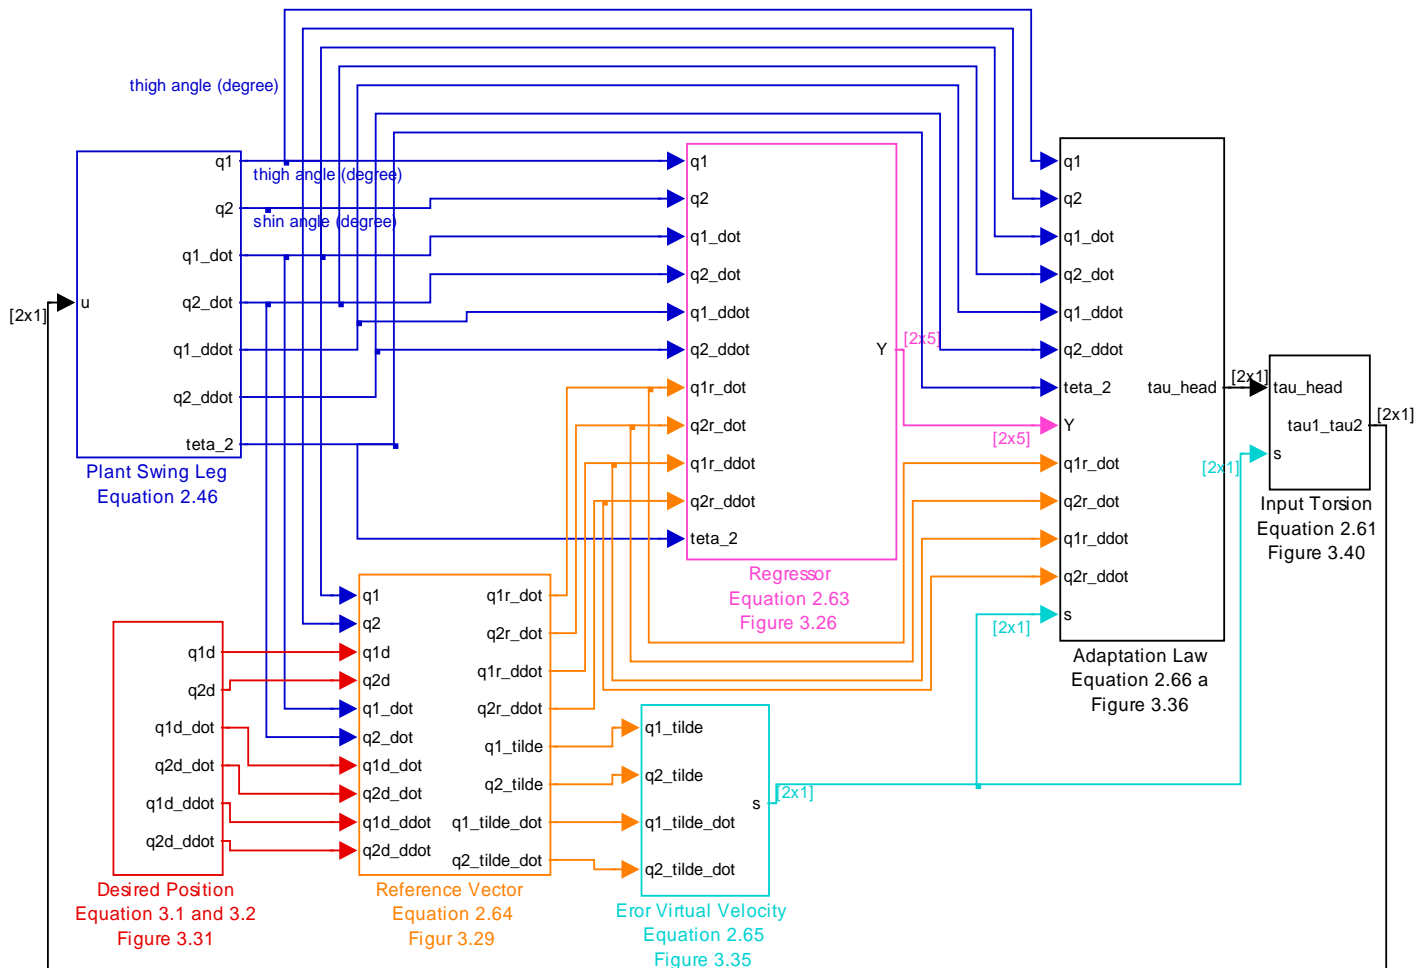 thigh angle (degree)
q1
thigh angle (degree)
q2
shin angle (degree)
q1_dot
q2_dot
q1_ddot
q2_ddot
teta_2
u
[2x1]
Plant Swing Leg
Equation 2.46
q1
q2
q1_dot
q2_dot
q1_ddot
q2_ddot
q1r_dot
q2r_dot
q1r_ddot
q2r_ddot
teta_2
Y
[2x5]
Regressor
Equation 2.63
Figure 3.26
q1
q2
q1_dot
q2_dot
q1_ddot
q2_ddot
teta_2
Y
[2x5]
q1r_dot
q2r_dot
q1r_ddot
q2r_ddot
s
[2x1]
tau_head
[2x1]
Adaptation Law
Equation 2.66 a
Figure 3.36
tau_head
tau1_tau2
[2x1]
s
[2x1]
Input Torsion
Equation 2.61
Figure 3.40
q1d
q2d
q1d_dot
q2d_dot
q1d_ddot
q2d_ddot
Desired Position
Equation 3.1 and 3.2
Figure 3.31
q1
q2
q1d
q2d
q1_dot
q2_dot
q1d_dot
q2d_dot
q1d_ddot
q2d_ddot
q1r_dot
q2r_dot
q1r_ddot
q2r_ddot
q1_tilde
q2_tilde
q1_tilde_dot
q2_tilde_dot
Reference Vector
Equation 2.64
Figur 3.29
q1_tilde
q2_tilde
q1_tilde_dot
q2_tilde_dot
s
[2x1]
Eror Virtual Velocity
Equation 2.65
Figure 3.35